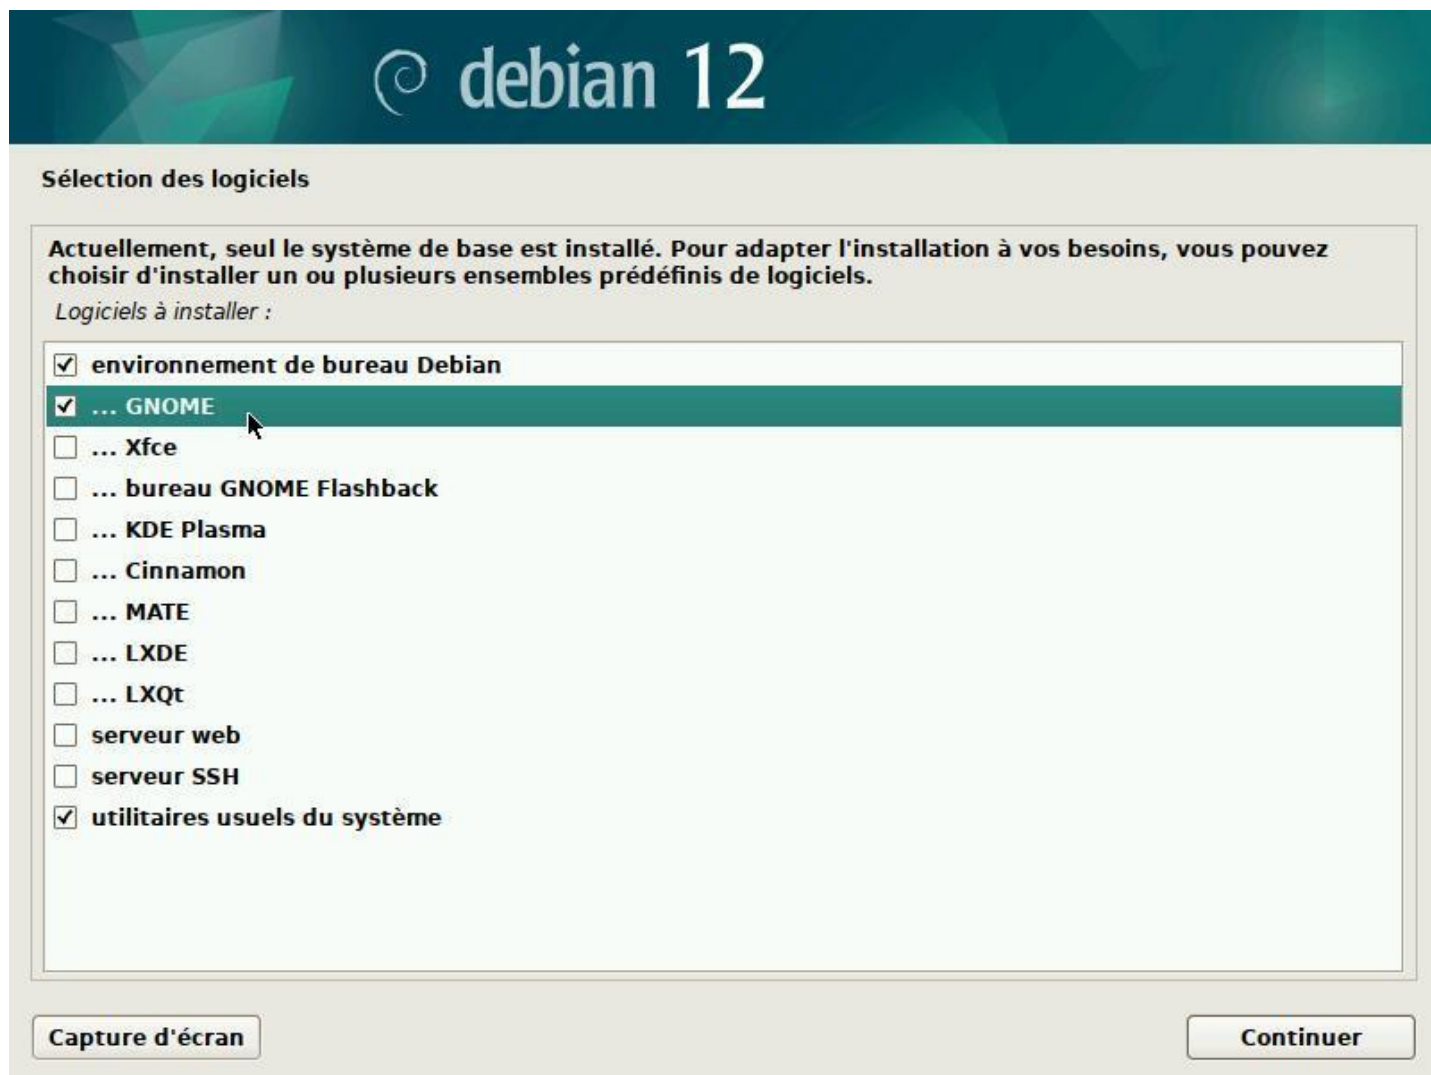 debian 12
Sélection des logiciels
Actuellement, seul le système de base est installé. Pour adapter l'installation à vos besoins, vous pouvez
choisir d'installer un ou plusieurs ensembles prédéfinis de logiciels.
Logiciels à installer :
environnement de bureau Debian
... GNOME
... Xfce
... bureau GNOME Flashback
... KDE Plasma
... Cinnamon
... MATE
... LXDE
... LXQt
serveur web
serveur SSH
utilitaires usuels du système
Capture d'écran
Continuer